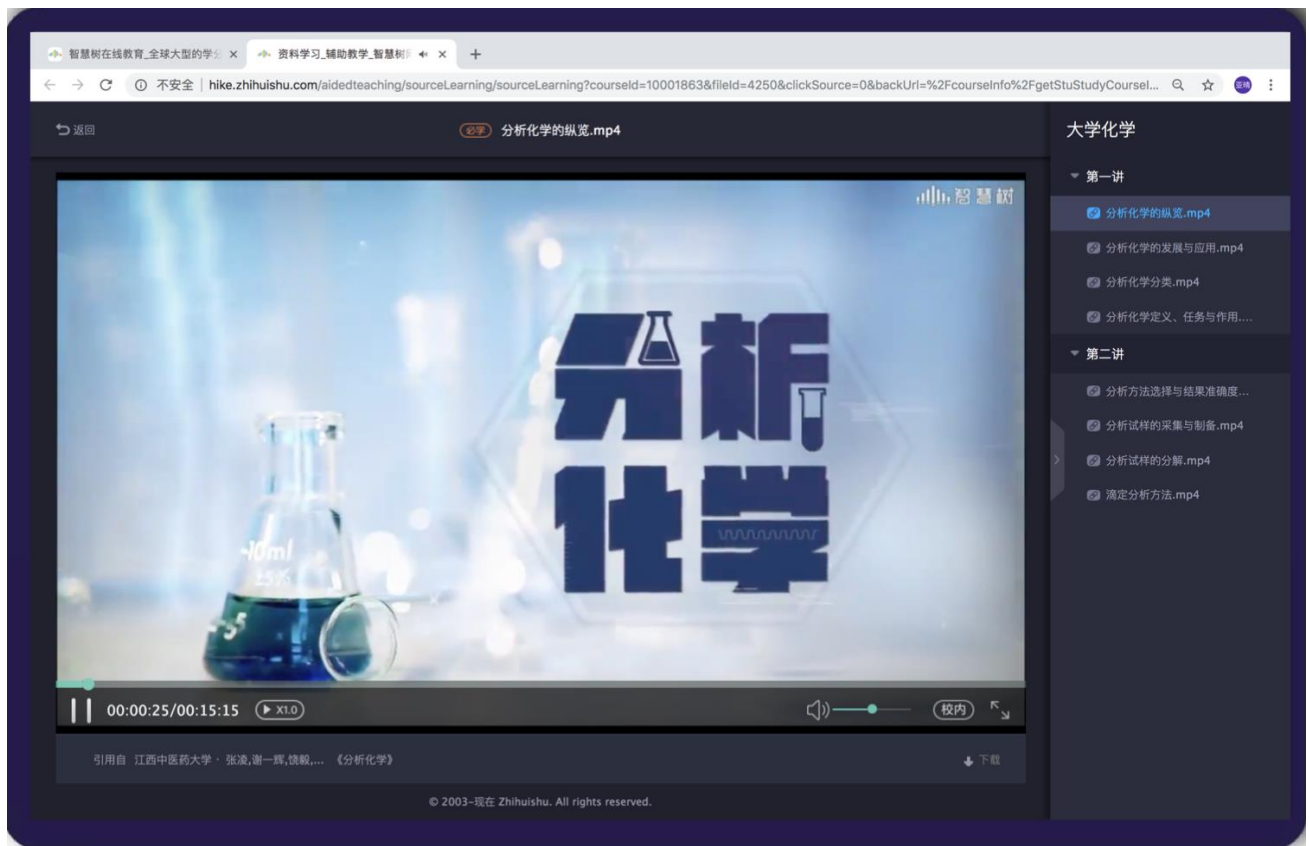 智慧树在线教育_全球大型的学分
资料学习_辅助教学_智慧树
不安全 | hike.zhihuishu.com/aidedteaching/sourceLearning/sourceLearning?courseId=10001863&fileId=4250&clickSource=0&backUrl=%2FcourseInfo%2FgetStuStudyCourseI...
返回
必学 分析化学的纵览.mp4
大学化学
第一讲
分析化学的纵览.mp4
分析化学的发展与应用.mp4
分析化学分类.mp4
分析化学定义、任务与作用....
第二讲
分析方法选择与结果准确度...
分析试样的采集与制备.mp4
分析试样的分解.mp4
滴定分析方法.mp4
智慧树
分析
化学
10ml
±5%
5
00:00:25/00:15:15 X1.0 校内
引用自 江西中医药大学 · 张凌,谢一辉,饶毅,... 《分析化学》 下载
© 2003-现在 Zhihuishu. All rights reserved.